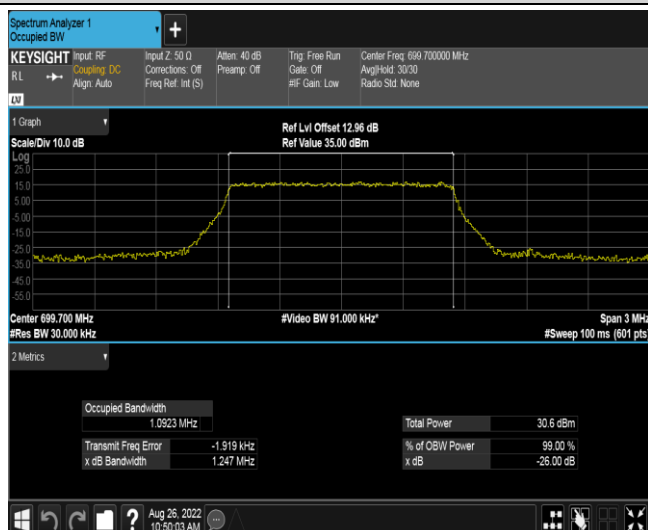 Spectrum Analyzer 1
Occupied BW
+
KEYSIGHT
RL
Input: RF
Coupling: DC
Align: Auto
Input Z: 50 Ω
Corrections: Off
Freq Ref: Int (S)
Atten: 40 dB
Preamp: Off
Trig: Free Run
Gate: Off
#IF Gain: Low
Center Freq: 699.700000 MHz
Avg|Hold: 30/30
Radio Std: None
LXI
1 Graph
Scale/Div 10.0 dB
Ref Lvl Offset 12.96 dB
Ref Value 35.00 dBm
Log
25.0
15.0
5.00
-5.00
-15.0
-25.0
-35.0
-45.0
-55.0
Center 699.700 MHz
#Res BW 30.000 kHz
#Video BW 91.000 kHz*
Span 3 MHz
#Sweep 100 ms (601 pts)
2 Metrics
Occupied Bandwidth
1.0923 MHz
Transmit Freq Error -1.919 kHz
x dB Bandwidth 1.247 MHz
Total Power 30.6 dBm
% of OBW Power 99.00 %
x dB -26.00 dB
?
Aug 26, 2022
10:50:03 AM